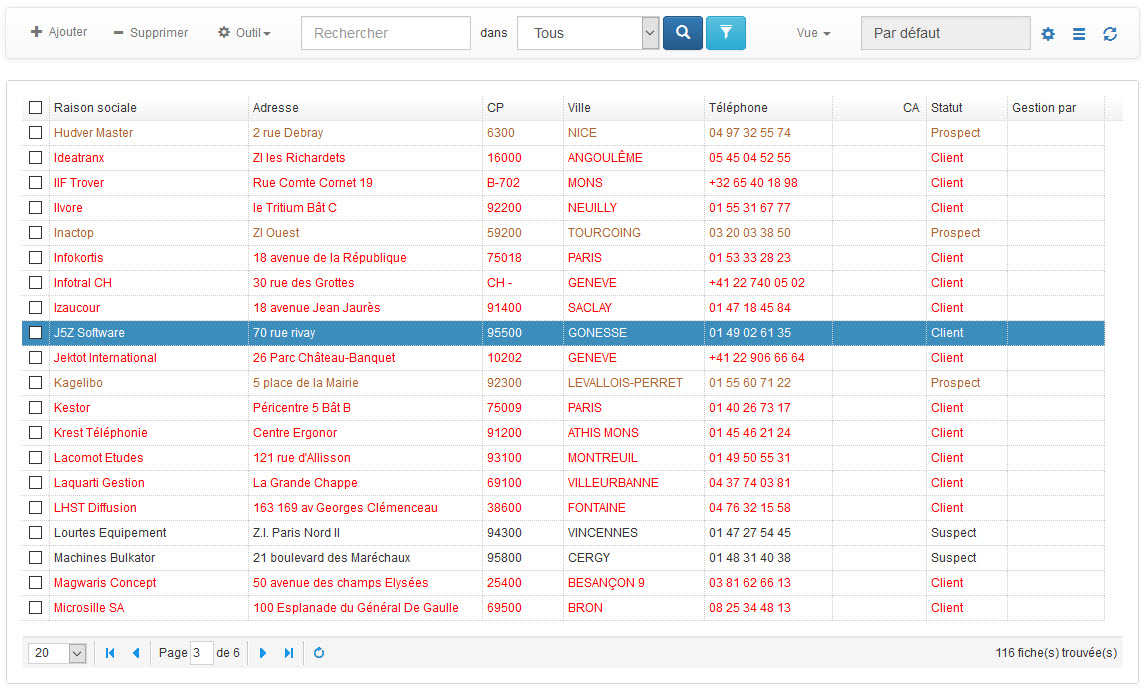 Ajouter Supprimer Outil Rechercher dans Tous Vue Par défaut
Raison sociale Adresse CP Ville Téléphone CA Statut Gestion par
Hudver Master 2 rue Debray 6300 NICE 04 97 32 55 74 Prospect
Ideatranx ZI les Richardets 16000 ANGOULÊME 05 45 04 52 55 Client
IIF Trover Rue Comte Cornet 19 B-702 MONS +32 65 40 18 98 Client
Ilvore le Tritium Bât C 92200 NEUILLY 01 55 31 67 77 Client
Inactop ZI Ouest 59200 TOURCOING 03 20 03 38 50 Prospect
Infokortis 18 avenue de la République 75018 PARIS 01 53 33 28 23 Client
Infotral CH 30 rue des Grottes CH - GENEVE +41 22 740 05 02 Client
Izaucour 18 avenue Jean Jaurès 91400 SACLAY 01 47 18 45 84 Client
J5Z Software 70 rue rivay 95500 GONESSE 01 49 02 61 35 Client
Jektot International 26 Parc Château-Banquet 10202 GENEVE +41 22 906 66 64 Client
Kagelibo 5 place de la Mairie 92300 LEVALLOIS-PERRET 01 55 60 71 22 Prospect
Kestor Péricentre 5 Bât B 75009 PARIS 01 40 26 73 17 Client
Krest Téléphonie Centre Ergonor 91200 ATHIS MONS 01 45 46 21 24 Client
Lacomot Etudes 121 rue d'Allisson 93100 MONTREUIL 01 49 50 55 31 Client
Laquarti Gestion La Grande Chappe 69100 VILLEURBANNE 04 37 74 03 81 Client
LHST Diffusion 163 169 av Georges Clémenceau 38600 FONTAINE 04 76 32 15 58 Client
Lourtes Equipement Z.I. Paris Nord II 94300 VINCENNES 01 47 27 54 45 Suspect
Machines Bulkator 21 boulevard des Maréchaux 95800 CERGY 01 48 31 40 38 Suspect
Magwaris Concept 50 avenue des champs Elysées 25400 BESANÇON 9 03 81 62 66 13 Client
Microsille SA 100 Esplanade du Général De Gaulle 69500 BRON 08 25 34 48 13 Client
20 Page 3 de 6 116 fiche(s) trouvée(s)